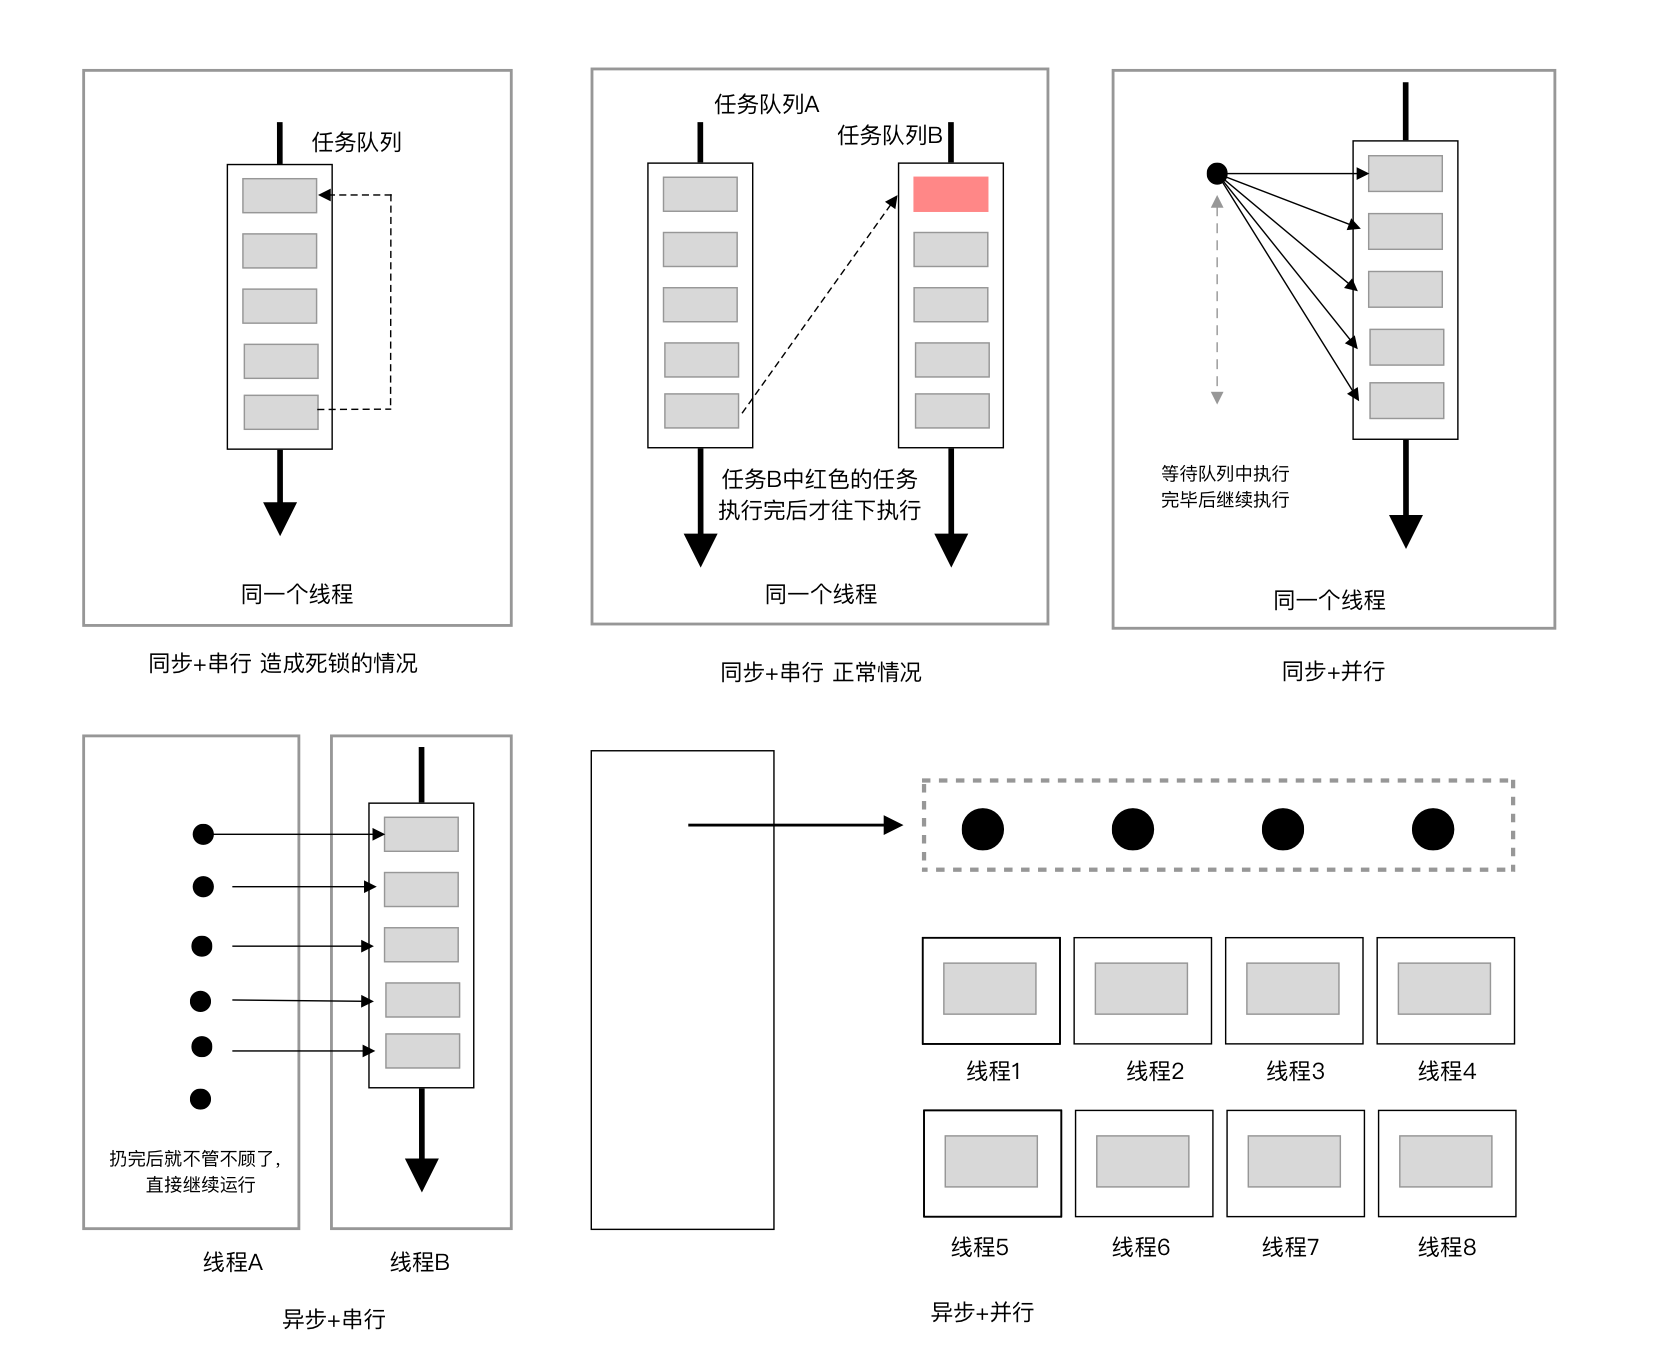 任务队列
同一个线程
同步+串行 造成死锁的情况
任务队列A
任务队列B
任务B中红色的任务
执行完后才往下执行
同一个线程
同步+串行 正常情况
等待队列中执行
完毕后继续执行
同一个线程
同步+并行
扔完后就不管不顾了，
直接继续运行
线程A
线程B
异步+串行
线程1
线程2
线程3
线程4
线程5
线程6
线程7
线程8
异步+并行